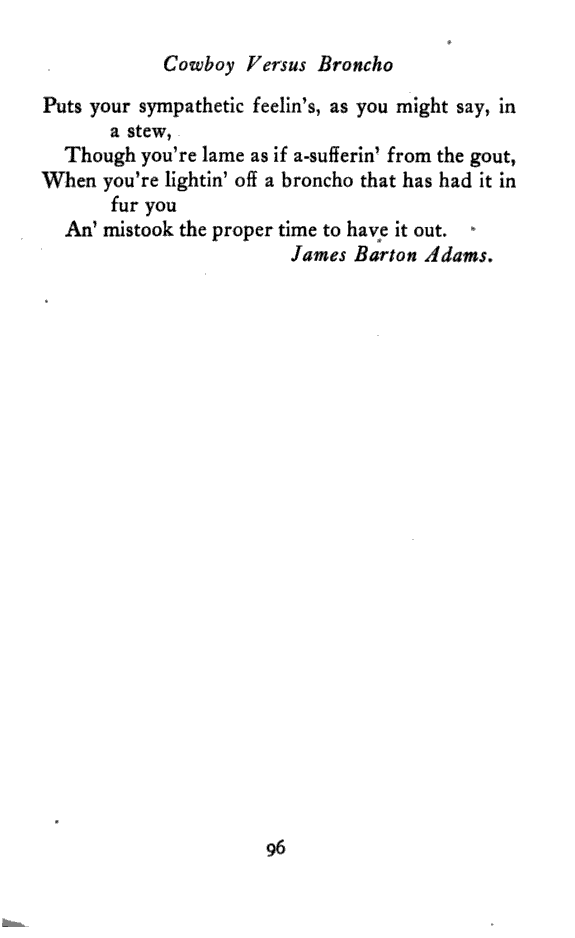 Cowboy Versus Broncho
Puts your sympathetic feelin's, as you might say, in
a stew,
Though you're lame as if a-sufferin' from the gout,
When you're lightin' off a broncho that has had it in
fur you
An' mistook the proper time to have it out.
James Barton Adams.
96